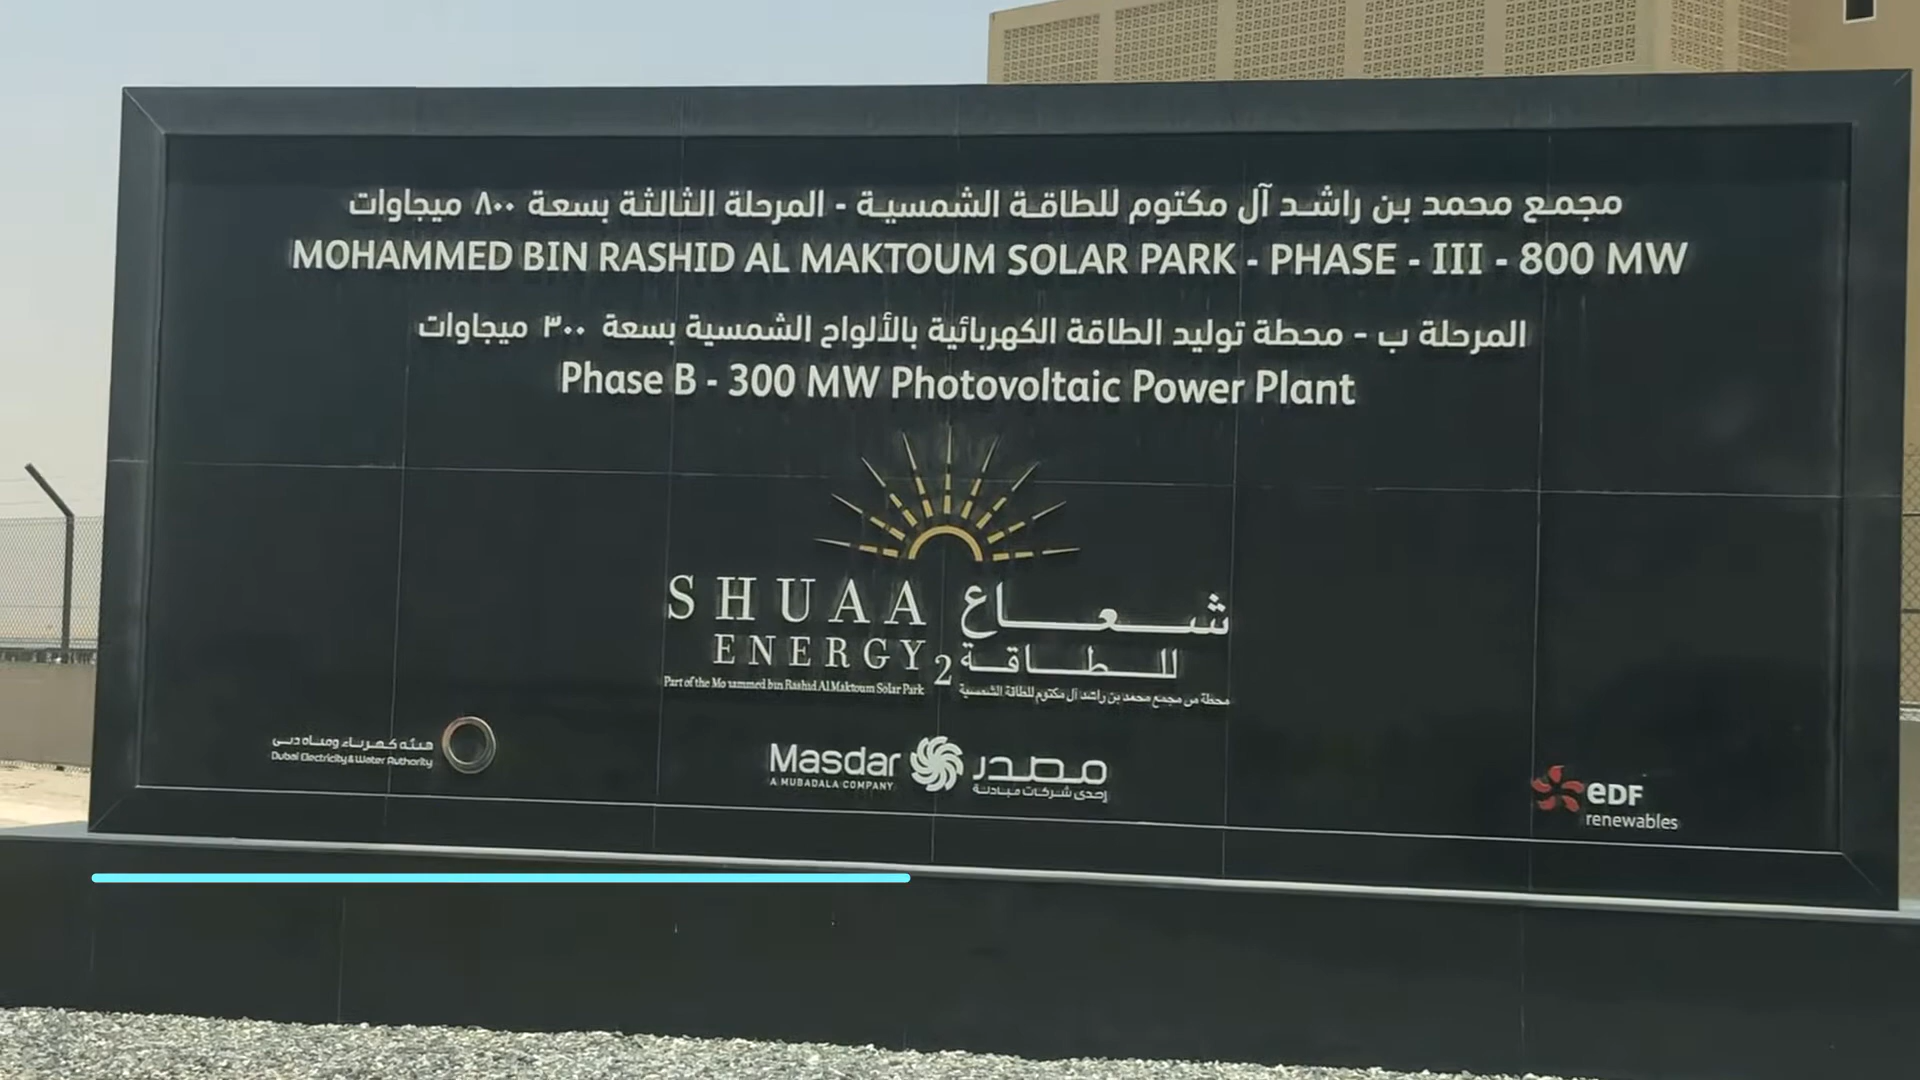 مجمع محمد بن راشد آل مكتوم للطاقة الشمسية - المرحلة الثالثة بسعة ٨٠٠ ميجاوات
MOHAMMED BIN RASHID AL MAKTOUM SOLAR PARK - PHASE - III - 800 MW
المرحلة ب - محطة توليد الطاقة الكهربائية بالألواح الشمسية بسعة ٣٠٠ ميجاوات
Phase B - 300 MW Photovoltaic Power Plant
SHUAA شعاع
ENERGY 2 للطاقة
Part of the Mo ammed bin Rashid Al Maktoum Solar Park محطة من مجمع محمد بن راشد آل مكتوم للطاقة الشمسية
هيئة كهرباء ومياه دبي
Dubai Electricity & Water Authority
Masdar مصدر
A MUBADALA COMPANY إحدى شركات مبادلة
eDF
renewables